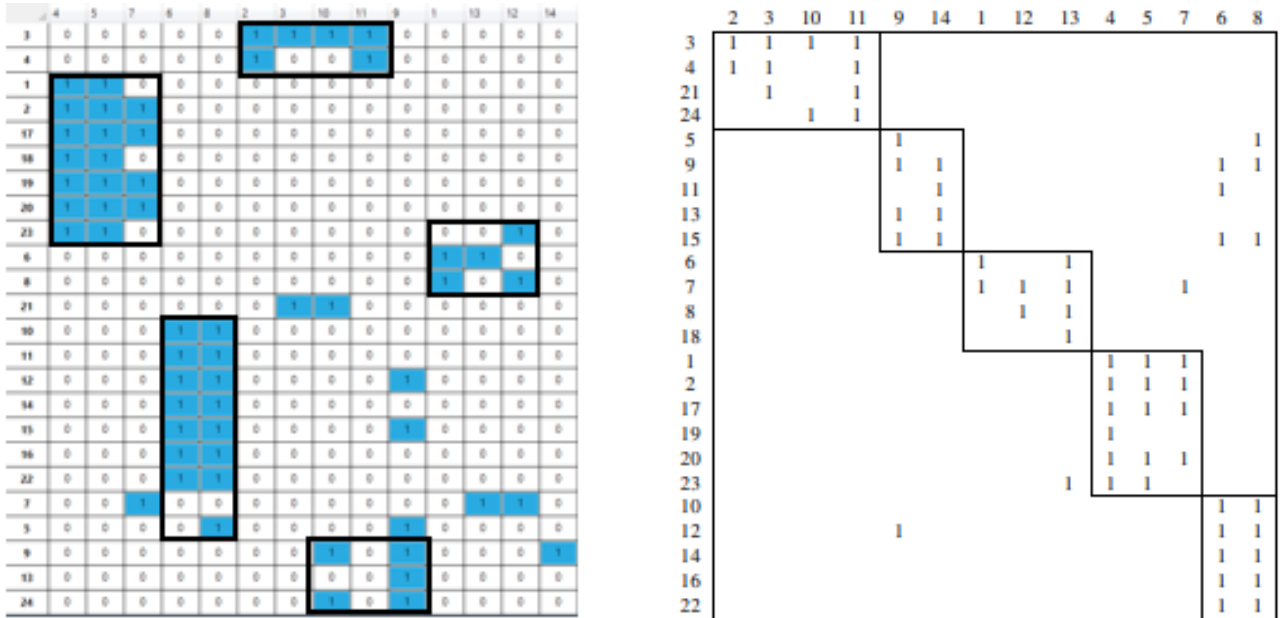 4 5 7 6 8 2 3 10 11 9 1 13 12 14
3 0 0 0 0 0 1 1 1 1 0 0 0 0 0
4 0 0 0 0 0 1 0 0 1 0 0 0 0 0
1 1 1 0 0 0 0 0 0 0 0 0 0 0 0
2 1 1 1 0 0 0 0 0 0 0 0 0 0 0
17 1 1 1 0 0 0 0 0 0 0 0 0 0 0
18 1 1 0 0 0 0 0 0 0 0 0 0 0 0
19 1 1 1 0 0 0 0 0 0 0 0 0 0 0
20 1 1 1 0 0 0 0 0 0 0 0 0 0 0
23 1 1 0 0 0 0 0 0 0 0 0 0 1 0
6 0 0 0 0 0 0 0 0 0 0 1 1 0 0
8 0 0 0 0 0 0 0 0 0 0 1 0 1 0
21 0 0 0 0 0 0 1 1 0 0 0 0 0 0
10 0 0 0 1 1 0 0 0 0 0 0 0 0 0
11 0 0 0 1 1 0 0 0 0 0 0 0 0 0
12 0 0 0 1 1 0 0 0 0 1 0 0 0 0
14 0 0 0 1 1 0 0 0 0 0 0 0 0 0
15 0 0 0 1 1 0 0 0 0 1 0 0 0 0
16 0 0 0 1 1 0 0 0 0 0 0 0 0 0
22 0 0 0 1 1 0 0 0 0 0 0 0 0 0
7 0 0 1 0 0 0 0 0 0 0 0 1 1 0
5 0 0 0 0 1 0 0 0 0 1 0 0 0 0
9 0 0 0 0 0 0 0 1 0 1 0 0 0 1
13 0 0 0 0 0 0 0 0 0 1 0 0 0 0
24 0 0 0 0 0 0 0 1 0 1 0 0 0 0
2 3 10 11 9 14 1 12 13 4 5 7 6 8
3 1 1 1 1
4 1 1 1
21 1 1
24 1 1
5 1 1
9 1 1 1 1
11 1 1
13 1 1
15 1 1 1 1
6 1 1
7 1 1 1 1
8 1 1
18 1
1 1 1 1
2 1 1 1
17 1 1 1
19 1
20 1 1 1
23 1 1 1
10 1 1
12 1 1 1
14 1 1
16 1 1
22 1 1